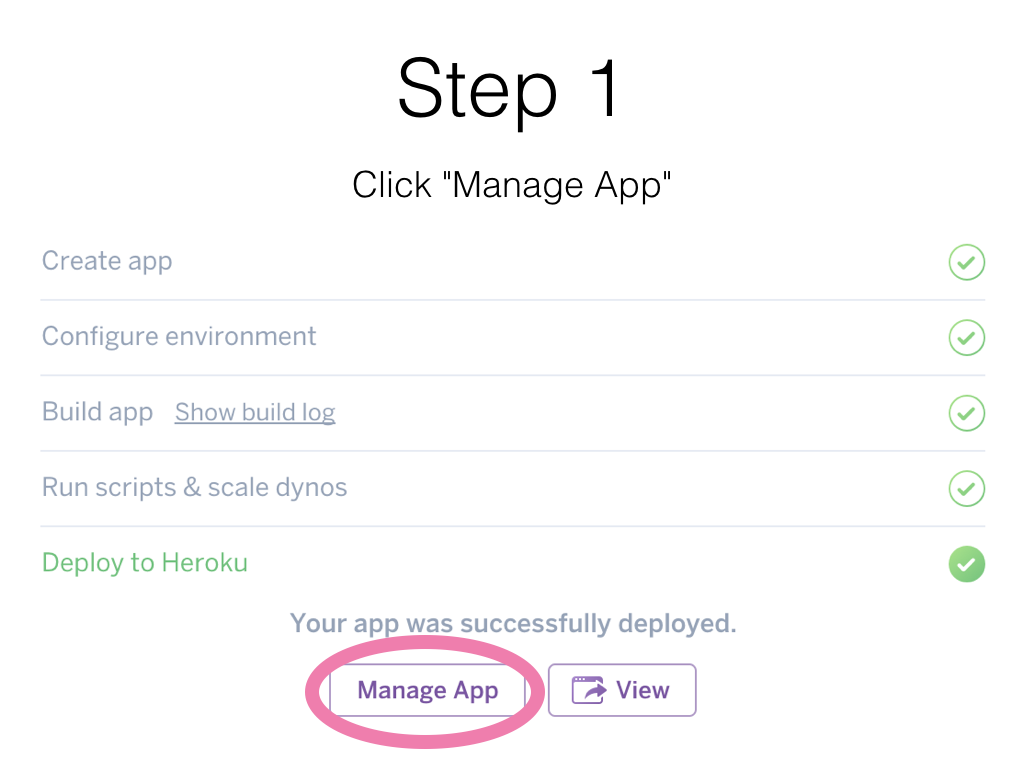 Step 1
Click "Manage App"
Create app
Configure environment
Build app Show build log
Run scripts & scale dynos
Deploy to Heroku
Your app was successfully deployed.
Manage App View